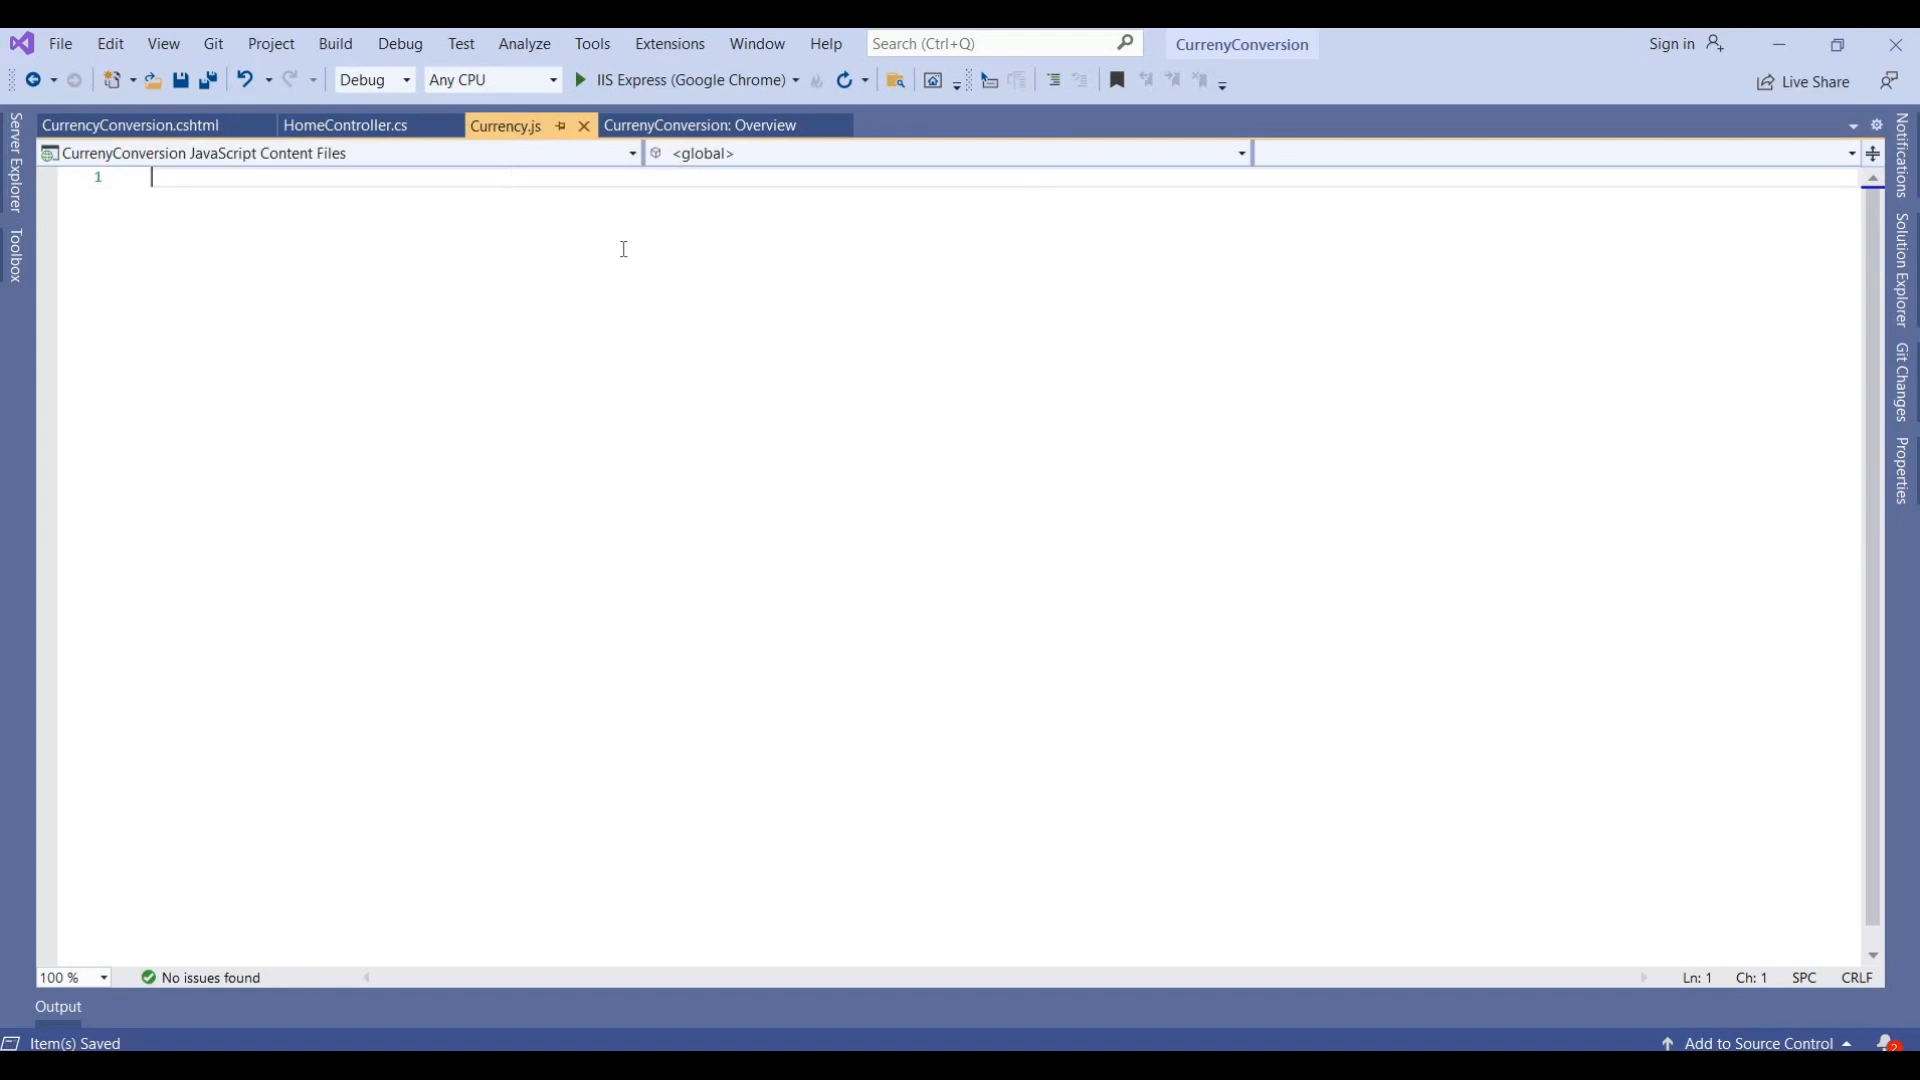 File Edit View Git Project Build Debug Test Analyze Tools Extensions Window Help Search (Ctrl+Q) CurrenyConversion Sign in
Debug Any CPU IIS Express (Google Chrome) Live Share
CurrencyConversion.cshtml HomeController.cs Currency.js CurrenyConversion: Overview
CurrenyConversion JavaScript Content Files <global>
1
Server Explorer
Toolbox
Notifications
Solution Explorer
Git Changes
Properties
100 % No issues found Ln: 1 Ch: 1 SPC CRLF
Output
Item(s) Saved Add to Source Control 2